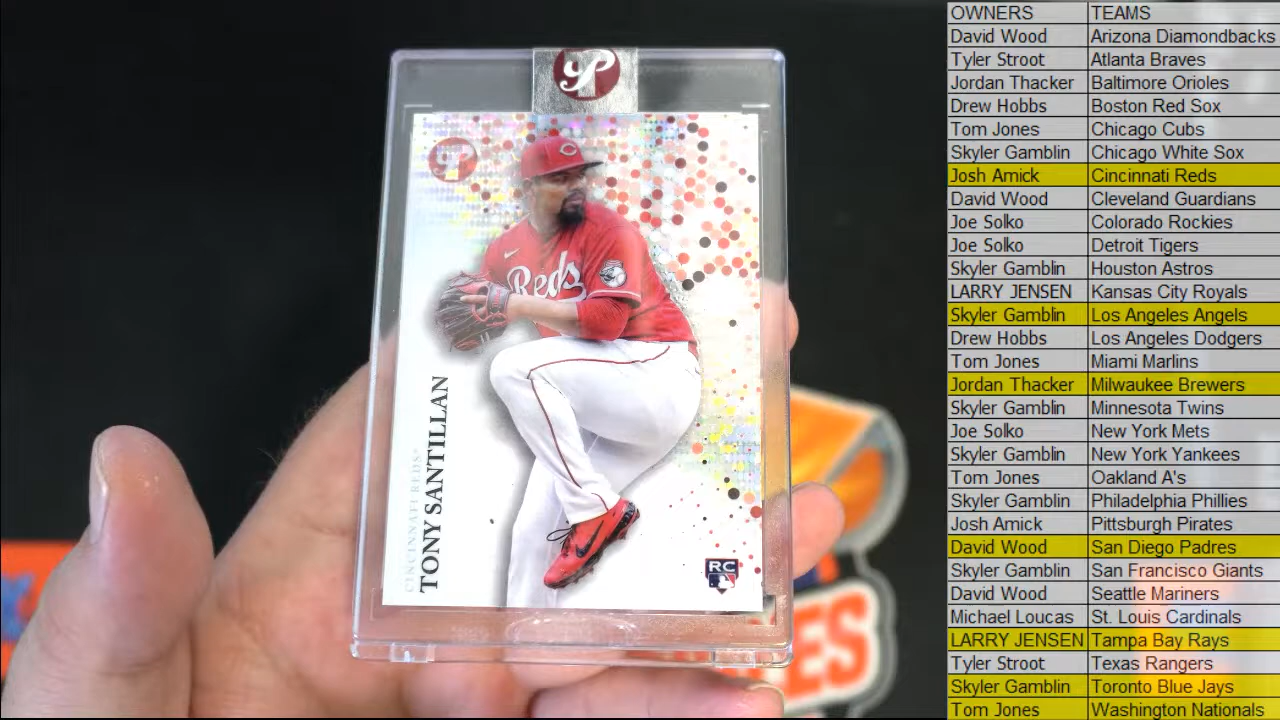 P
P
Reds
CINCINNATI REDS
TONY SANTILLAN
RC
OWNERS TEAMS
David Wood Arizona Diamondbacks
Tyler Stroot Atlanta Braves
Jordan Thacker Baltimore Orioles
Drew Hobbs Boston Red Sox
Tom Jones Chicago Cubs
Skyler Gamblin Chicago White Sox
Josh Amick Cincinnati Reds
David Wood Cleveland Guardians
Joe Solko Colorado Rockies
Joe Solko Detroit Tigers
Skyler Gamblin Houston Astros
LARRY JENSEN Kansas City Royals
Skyler Gamblin Los Angeles Angels
Drew Hobbs Los Angeles Dodgers
Tom Jones Miami Marlins
Jordan Thacker Milwaukee Brewers
Skyler Gamblin Minnesota Twins
Joe Solko New York Mets
Skyler Gamblin New York Yankees
Tom Jones Oakland A's
Skyler Gamblin Philadelphia Phillies
Josh Amick Pittsburgh Pirates
David Wood San Diego Padres
Skyler Gamblin San Francisco Giants
David Wood Seattle Mariners
Michael Loucas St. Louis Cardinals
LARRY JENSEN Tampa Bay Rays
Tyler Stroot Texas Rangers
Skyler Gamblin Toronto Blue Jays
Tom Jones Washington Nationals